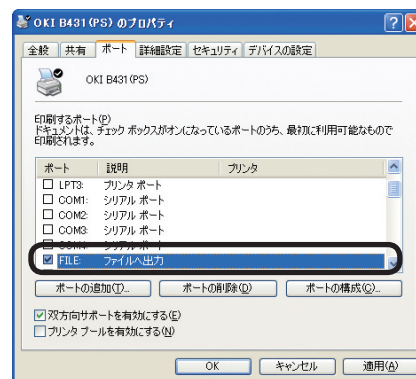 OKI B431(PS) のプロパティ
全般 共有 ポート 詳細設定 セキュリティ デバイスの設定
OKI B431(PS)
印刷するポート(P)
ドキュメントは、チェック ボックスがオンになっているポートのうち、最初に利用可能なもので
印刷されます。
ポート 説明 プリンタ
LPT3: プリンタ ポート
COM1: シリアル ポート
COM2: シリアル ポート
COM3: シリアル ポート
COM4: シリアル ポート
FILE: ファイルへ出力
ポートの追加(T)... ポートの削除(D) ポートの構成(C)...
双方向サポートを有効にする(E)
プリンタ プールを有効にする(N)
OK キャンセル 適用(A)